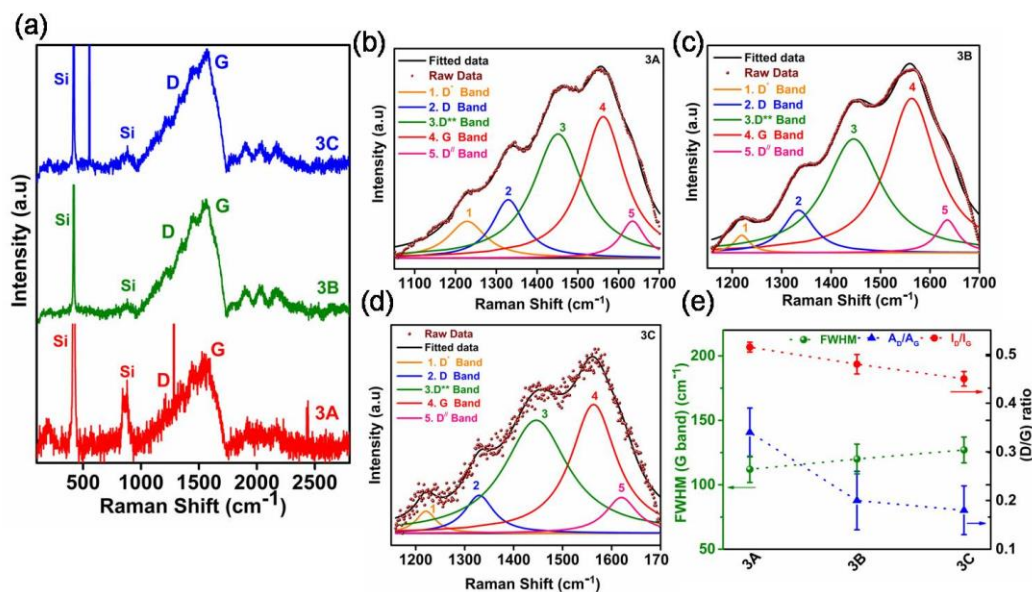 (a)
Si
Si
D
G
3C
Si
Si
D
G
3B
Si
Si
D
G
3A
Intensity (a.u)
500 1000 1500 2000 2500
Raman Shift (cm-1)
(b)
Fitted data
Raw Data
1. D* Band
2. D Band
3.D** Band
4. G Band
5. D// Band
3A
1
2
3
4
5
Intensity (a.u)
1100 1200 1300 1400 1500 1600 1700
Raman Shift (cm-1)
(c)
Fitted data
Raw Data
1. D* Band
2. D Band
3.D** Band
4. G Band
5. D// Band
3B
1
2
3
4
5
Intensity (a.u)
1200 1300 1400 1500 1600 1700
Raman Shift (cm-1)
(d)
Raw Data
Fitted data
1. D* Band
2. D Band
3.D** Band
4. G Band
5. D// Band
3C
1
2
3
4
5
Intensity (a.u)
1200 1300 1400 1500 1600 1700
Raman Shift (cm-1)
(e)
FWHM AD/AG ID/IG
200
150
100
50
FWHM (G band) (cm-1)
0.5
0.4
0.3
0.2
0.1
(D/G) ratio
3A 3B 3C